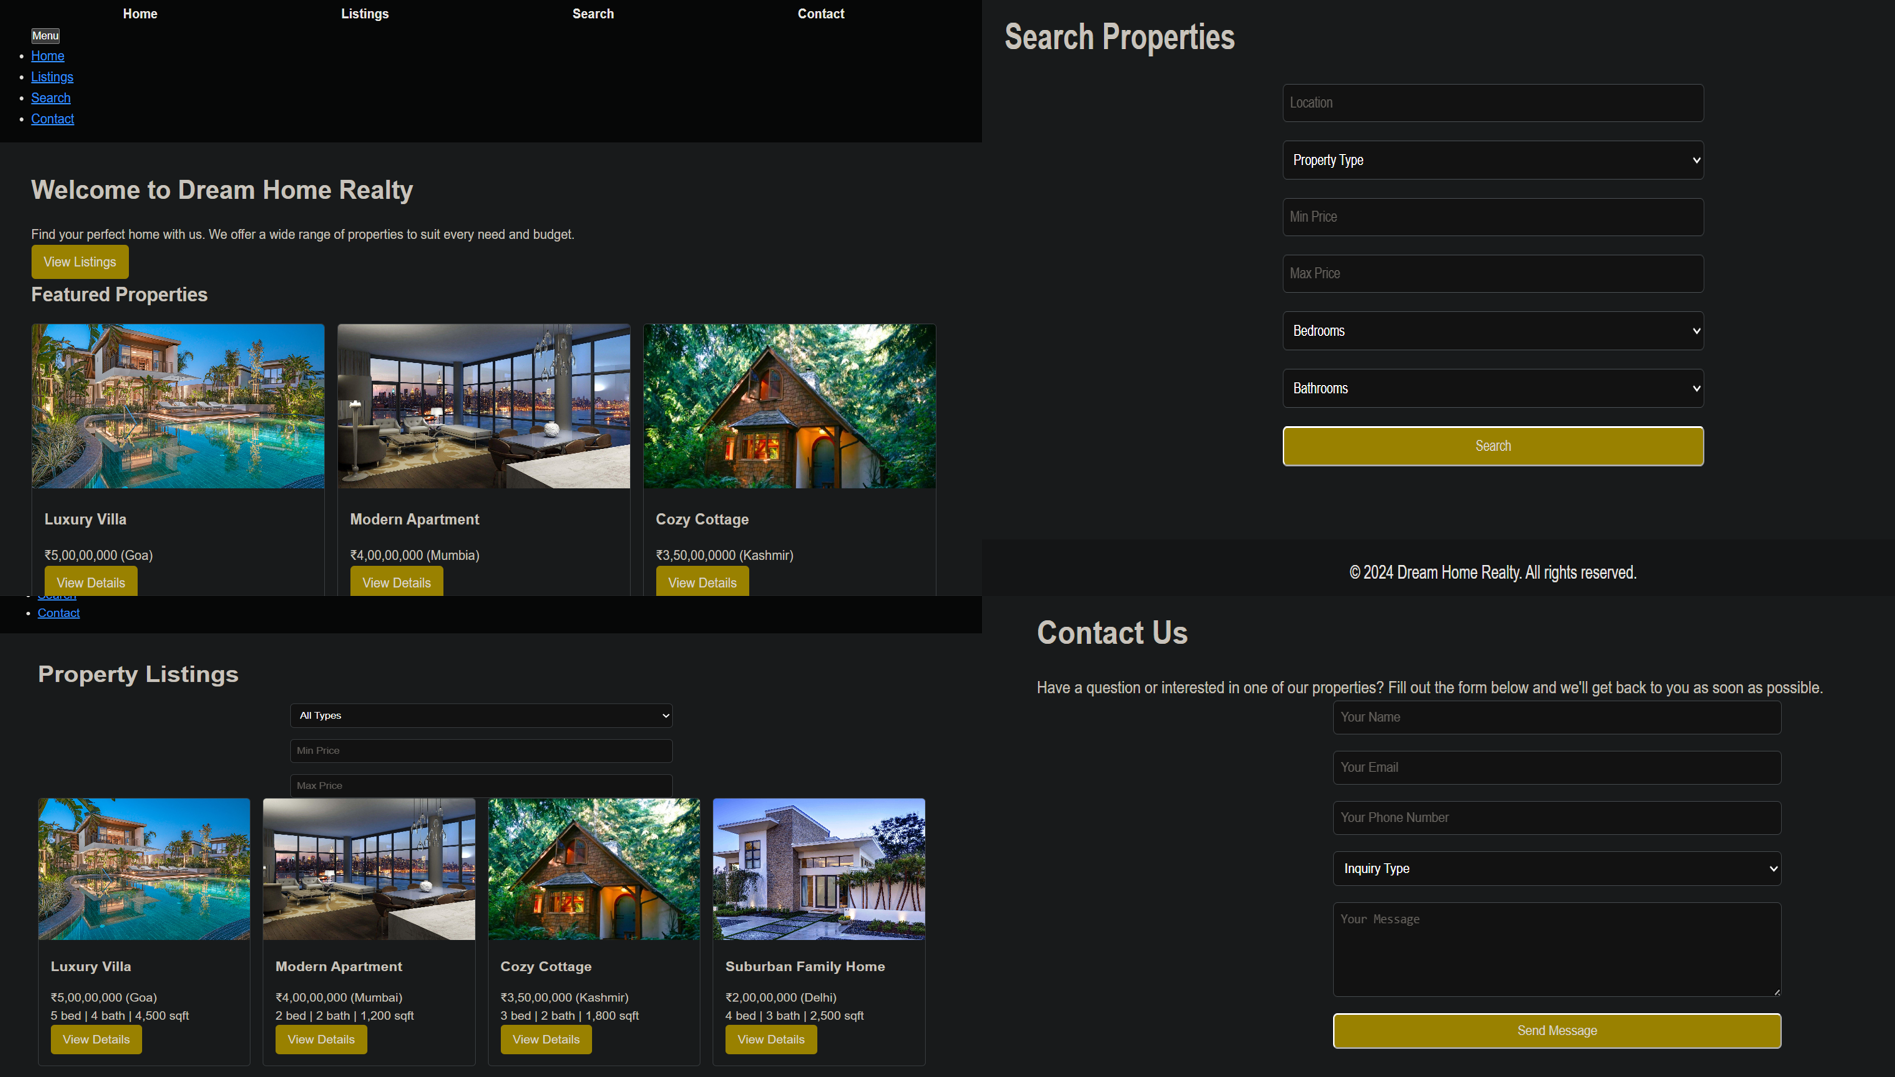 Home Listings Search Contact
Menu
Home
Listings
Search
Contact
Welcome to Dream Home Realty
Find your perfect home with us. We offer a wide range of properties to suit every need and budget.
View Listings
Featured Properties
Luxury Villa
₹5,00,00,000 (Goa)
View Details
Modern Apartment
₹4,00,00,000 (Mumbia)
View Details
Cozy Cottage
₹3,50,00,0000 (Kashmir)
View Details
Search Properties
Location
Property Type
Min Price
Max Price
Bedrooms
Bathrooms
Search
© 2024 Dream Home Realty. All rights reserved.
Search
Contact
Property Listings
All Types
Min Price
Max Price
Luxury Villa
₹5,00,00,000 (Goa)
5 bed | 4 bath | 4,500 sqft
View Details
Modern Apartment
₹4,00,00,000 (Mumbai)
2 bed | 2 bath | 1,200 sqft
View Details
Cozy Cottage
₹3,50,00,000 (Kashmir)
3 bed | 2 bath | 1,800 sqft
View Details
Suburban Family Home
₹2,00,00,000 (Delhi)
4 bed | 3 bath | 2,500 sqft
View Details
Contact Us
Have a question or interested in one of our properties? Fill out the form below and we'll get back to you as soon as possible.
Your Name
Your Email
Your Phone Number
Inquiry Type
Your Message
Send Message